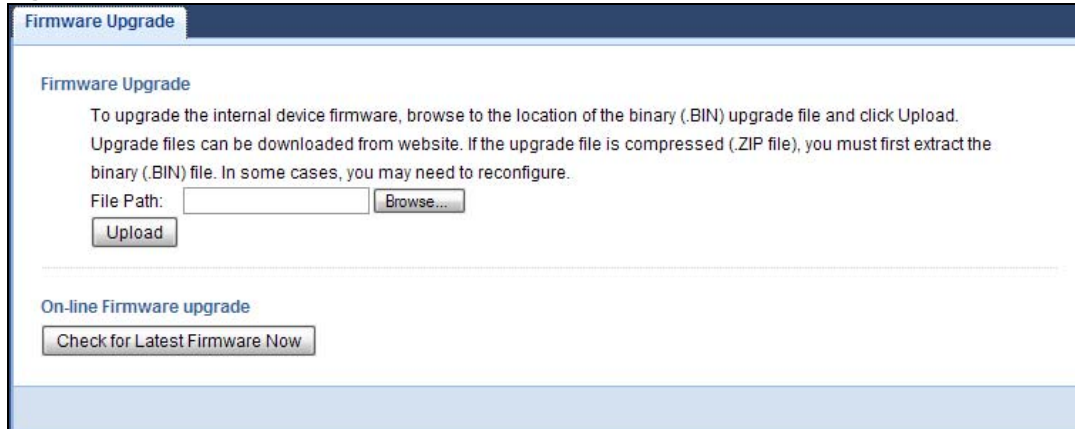 Firmware Upgrade
Firmware Upgrade
To upgrade the internal device firmware, browse to the location of the binary (.BIN) upgrade file and click Upload.
Upgrade files can be downloaded from website. If the upgrade file is compressed (.ZIP file), you must first extract the
binary (.BIN) file. In some cases, you may need to reconfigure.
File Path: Browse...
Upload
On-line Firmware upgrade
Check for Latest Firmware Now